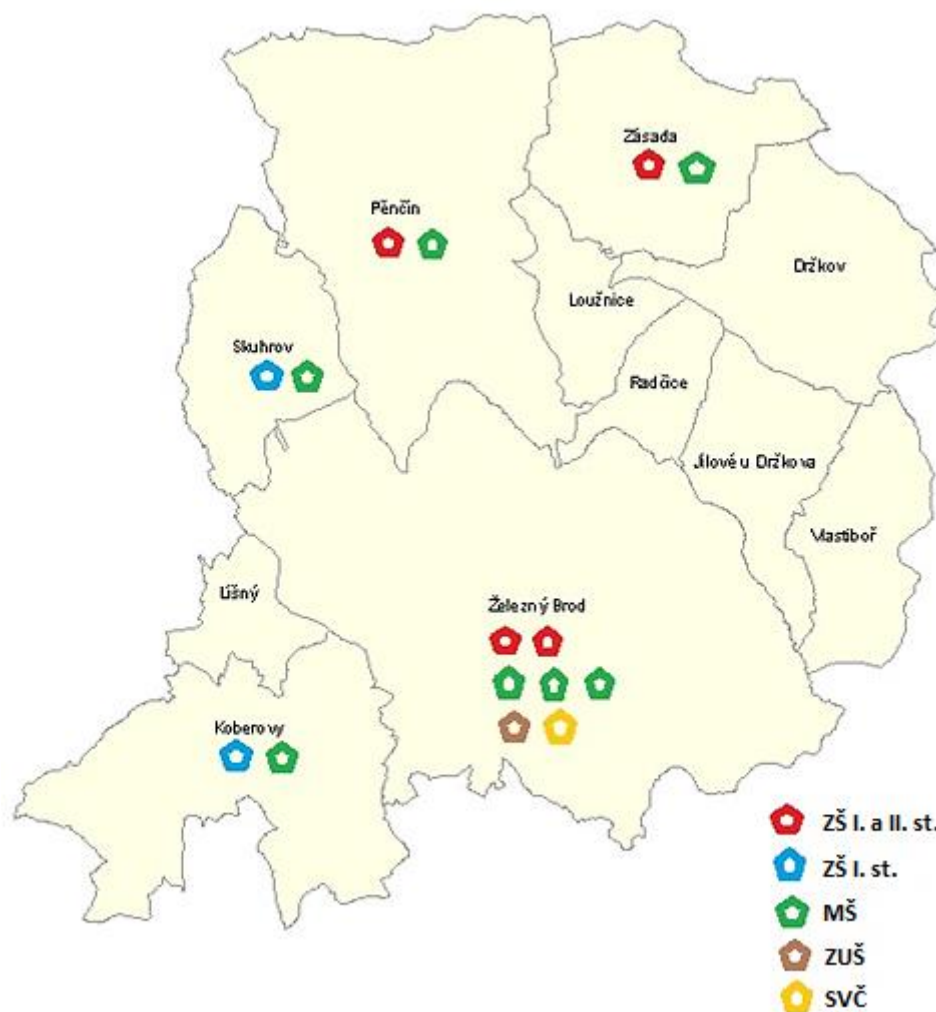 Zásada
Pěnčín
Držkov
Loužnice
Skuhrov
Radčice
Jílové u Držkova
Vlastiboř
Líšný
Železný Brod
Koberovy
ZŠ I. a II. st.
ZŠ I. st.
MŠ
ZUŠ
SVČ